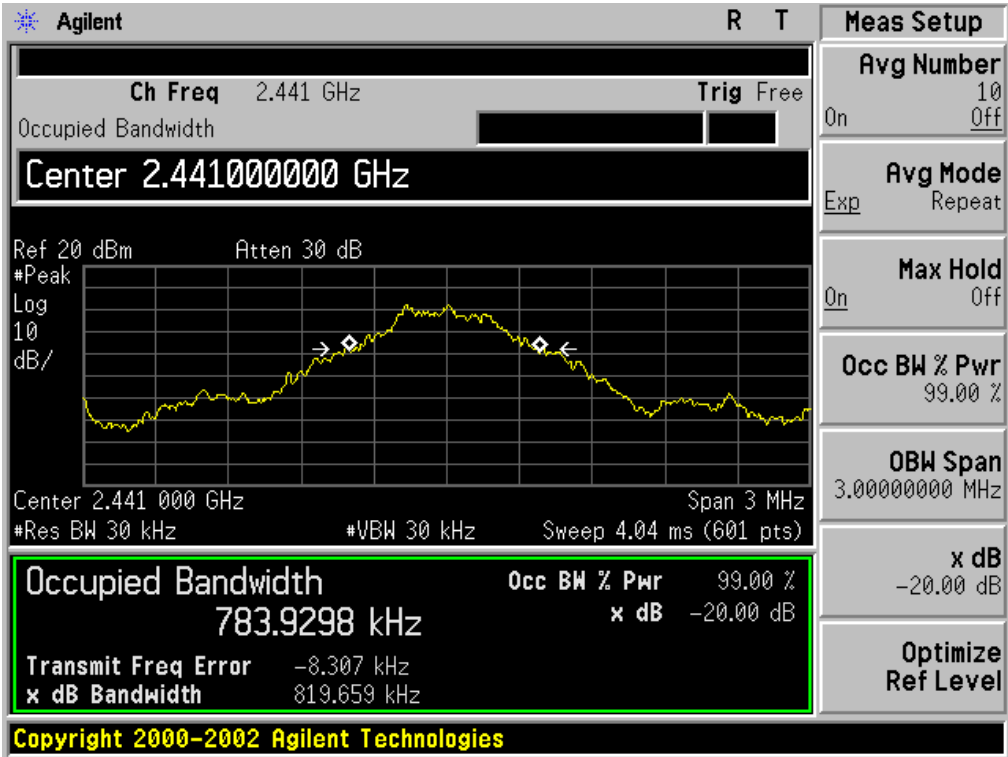 Agilent R T
Ch Freq 2.441 GHz Trig Free
Occupied Bandwidth
Center 2.441000000 GHz
Ref 20 dBm Atten 30 dB
#Peak
Log
10
dB/
Center 2.441 000 GHz Span 3 MHz
#Res BW 30 kHz #VBW 30 kHz Sweep 4.04 ms (601 pts)
Occupied Bandwidth Occ BW % Pwr 99.00 %
783.9298 kHz x dB -20.00 dB
Transmit Freq Error -8.307 kHz
x dB Bandwidth 819.659 kHz
Copyright 2000-2002 Agilent Technologies
Meas Setup
Avg Number
10
On Off
Avg Mode
Exp Repeat
Max Hold
On Off
Occ BW % Pwr
99.00 %
OBW Span
3.00000000 MHz
x dB
-20.00 dB
Optimize
Ref Level